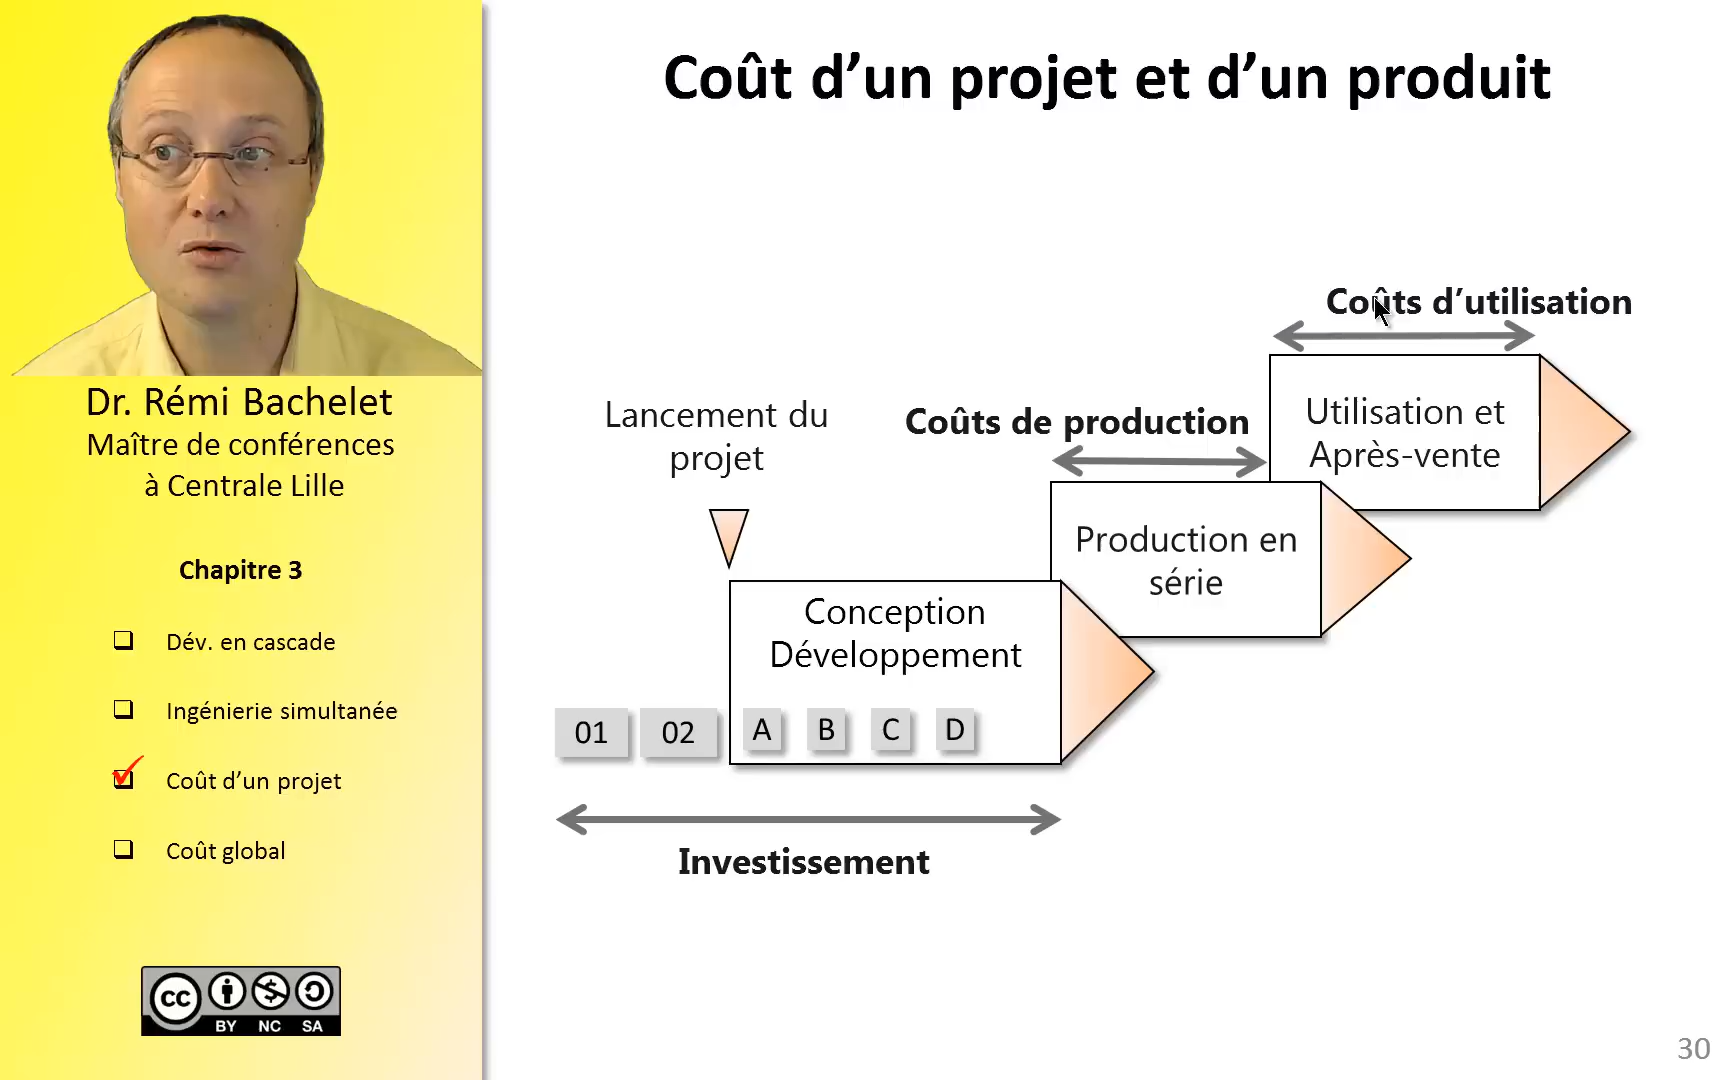 Coût d’un projet et d’un produit
Dr. Rémi Bachelet
Maître de conférences
à Centrale Lille
Chapitre 3
Dév. en cascade
Ingénierie simultanée
Coût d’un projet
Coût global
cc
BY NC SA
Lancement du
projet
Coûts de production
Coûts d’utilisation
Utilisation et
Après-vente
Production en
série
Conception
Développement
01 02 A B C D
Investissement
30